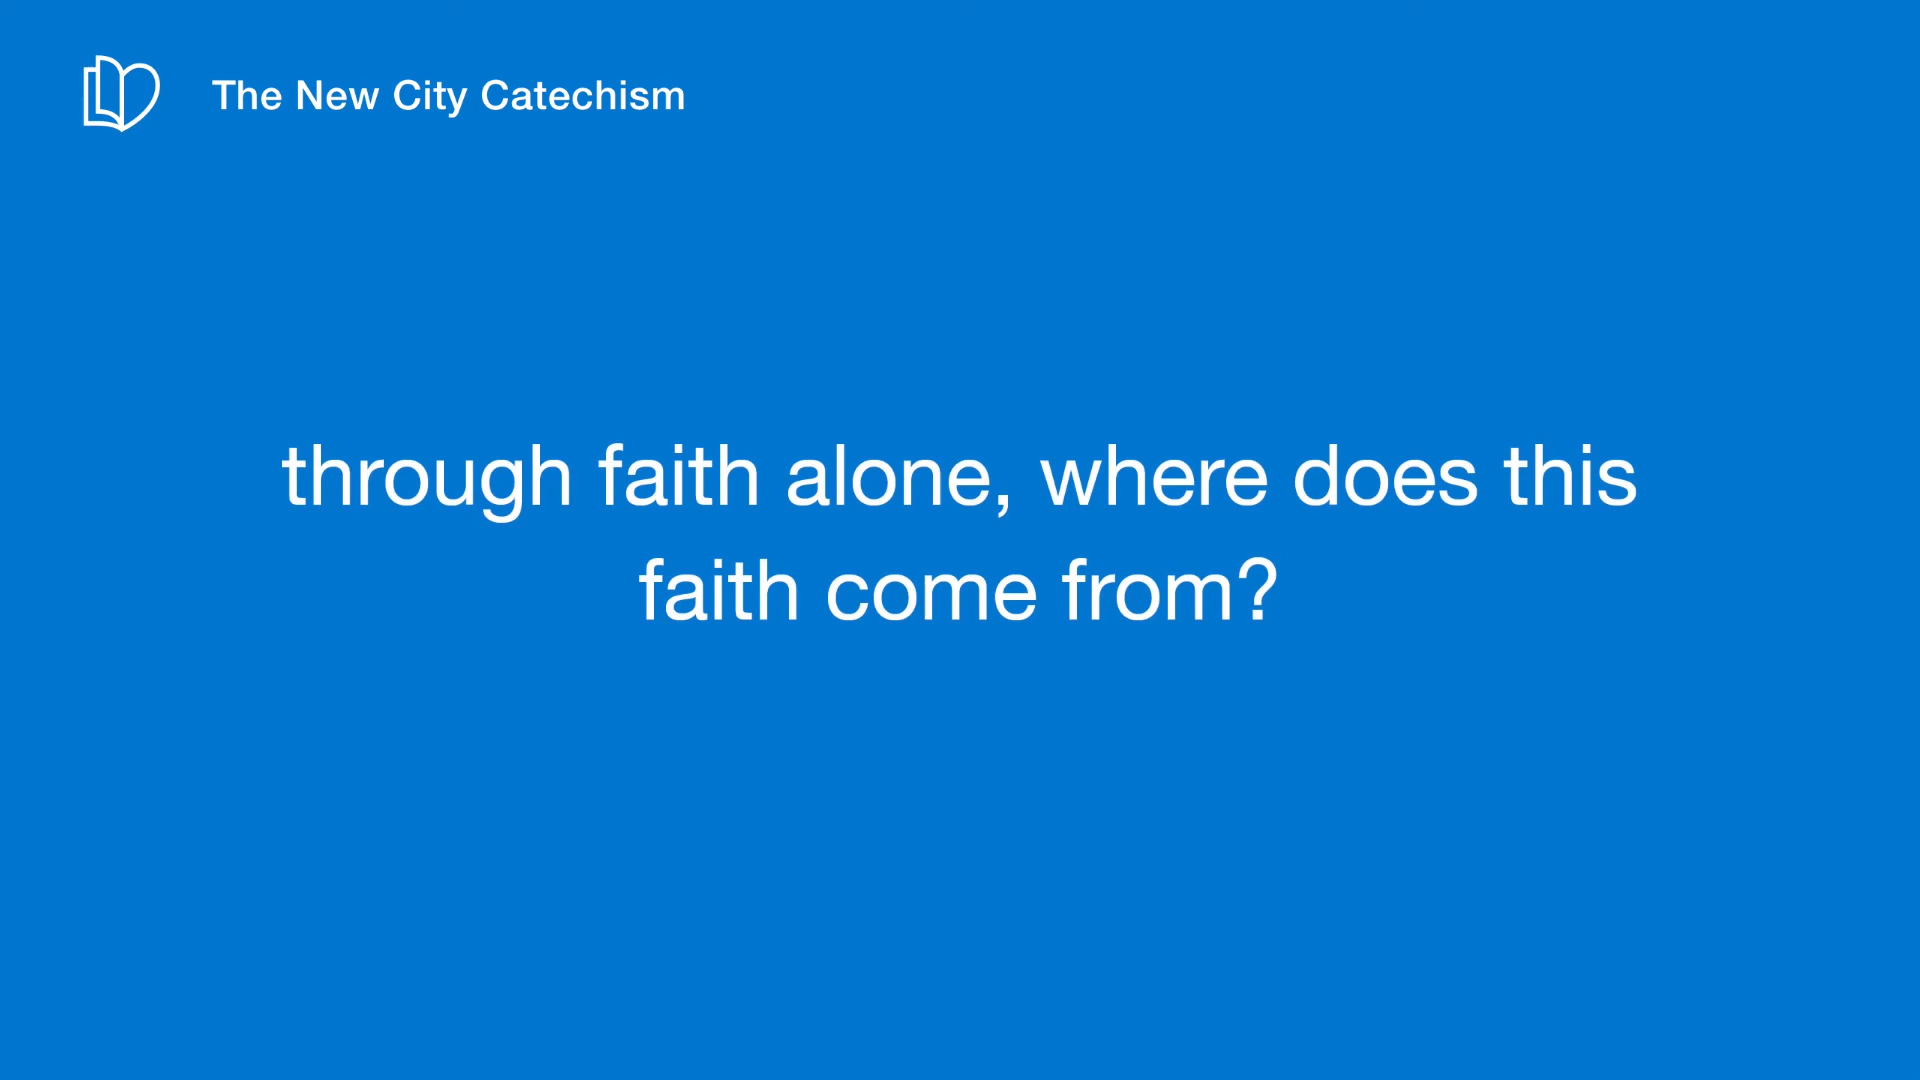 The New City Catechism
through faith alone, where does this
faith come from?